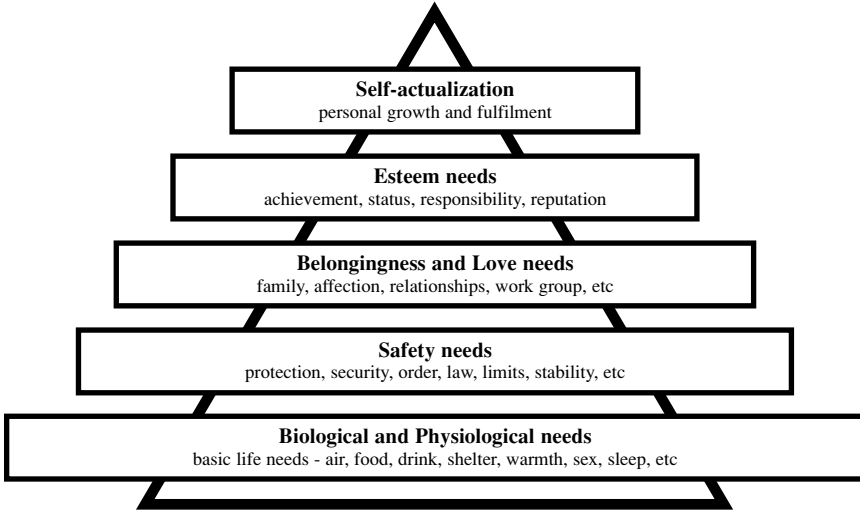 Self-actualization
personal growth and fulfilment
Esteem needs
achievement, status, responsibility, reputation
Belongingness and Love needs
family, affection, relationships, work group, etc
Safety needs
protection, security, order, law, limits, stability, etc
Biological and Physiological needs
basic life needs - air, food, drink, shelter, warmth, sex, sleep, etc